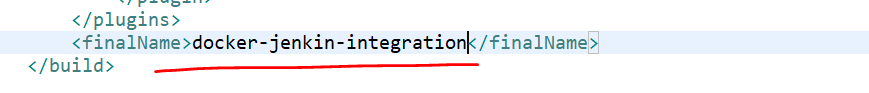 </plugin>
</plugins>
<finalName>docker-jenkin-integration</finalName>
</build>